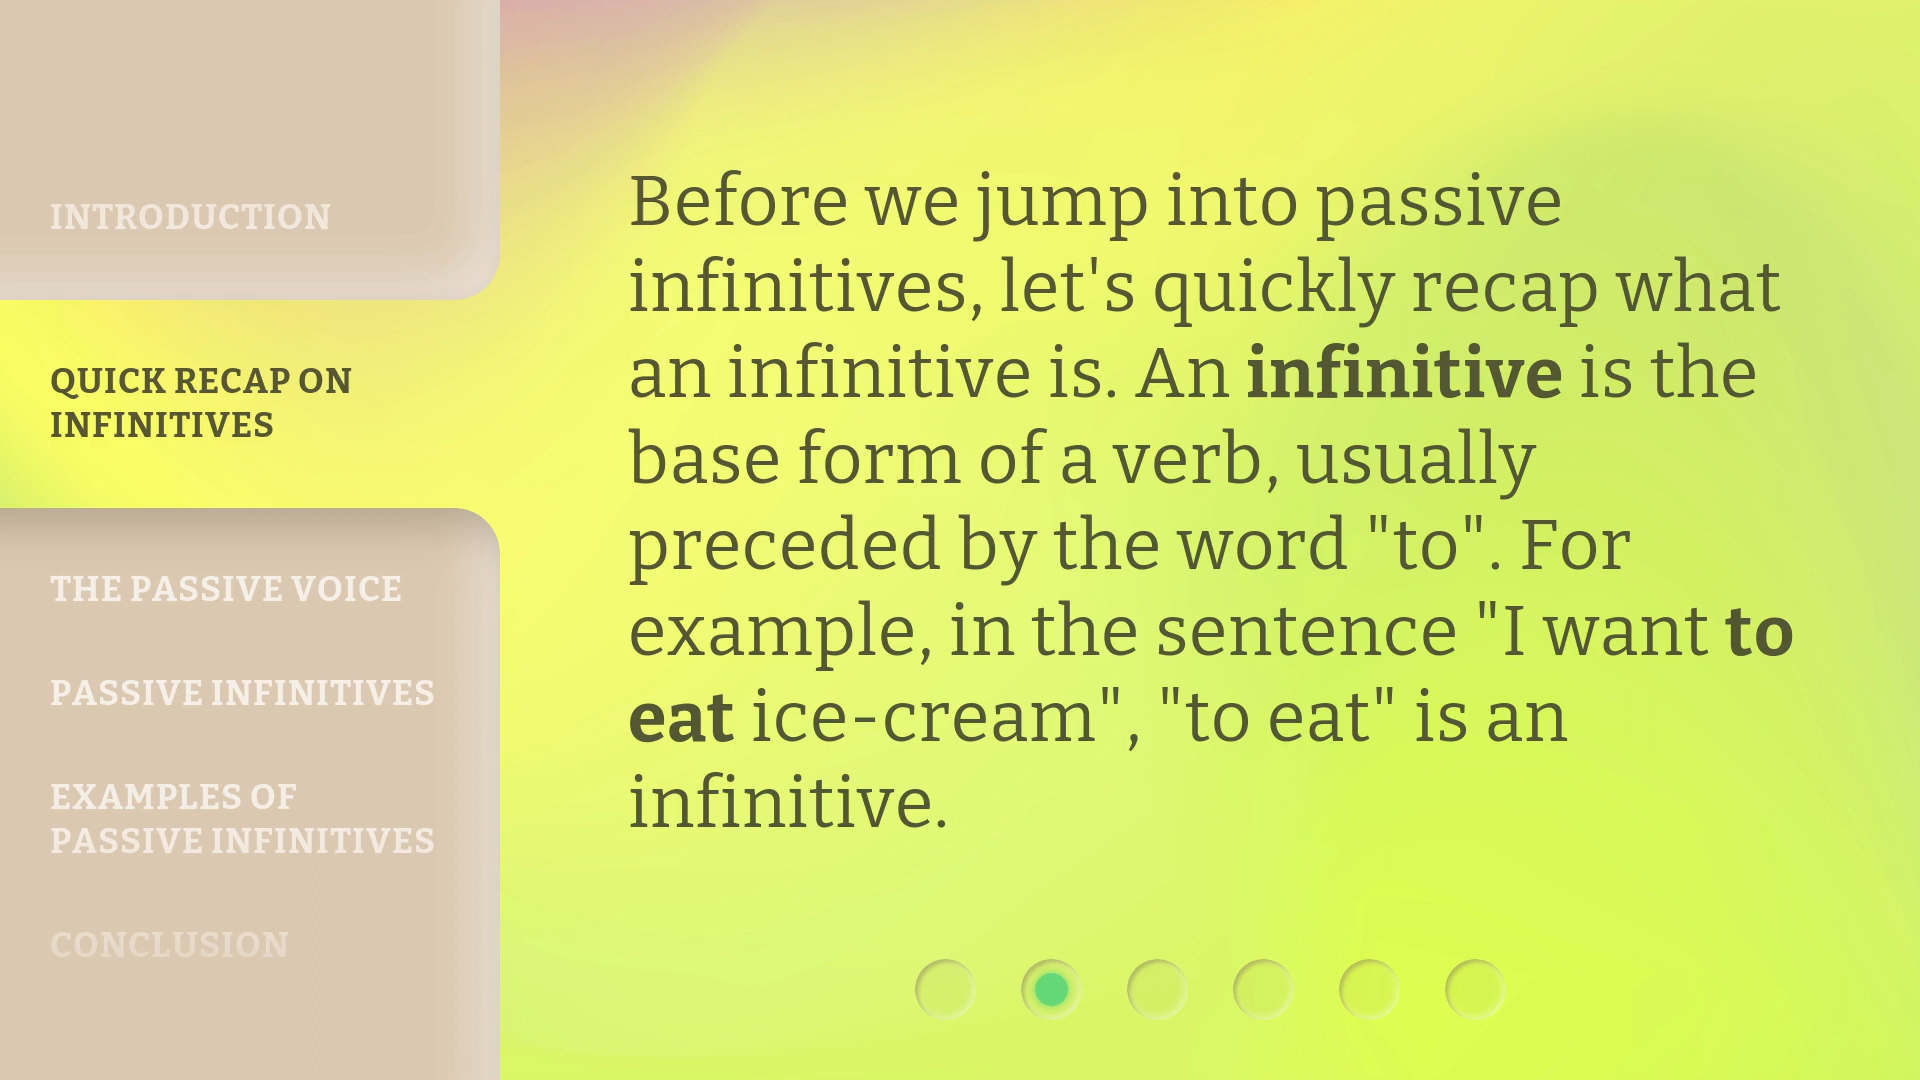 INTRODUCTION
QUICK RECAP ON
INFINITIVES
THE PASSIVE VOICE
PASSIVE INFINITIVES
EXAMPLES OF
PASSIVE INFINITIVES
CONCLUSION
Before we jump into passive
infinitives, let's quickly recap what
an infinitive is. An infinitive is the
base form of a verb, usually
preceded by the word "to". For
example, in the sentence "I want to
eat ice-cream", "to eat" is an
infinitive.